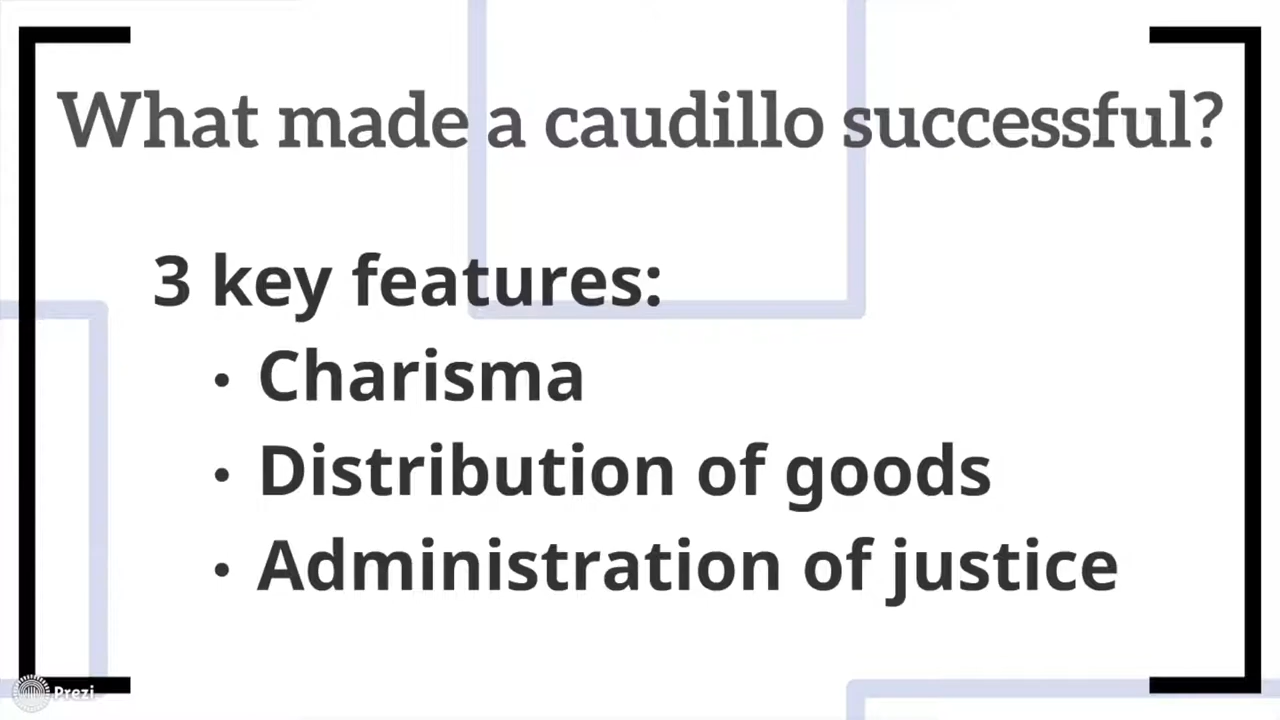 What made a caudillo successful?
3 key features:
• Charisma
• Distribution of goods
• Administration of justice
Prezi